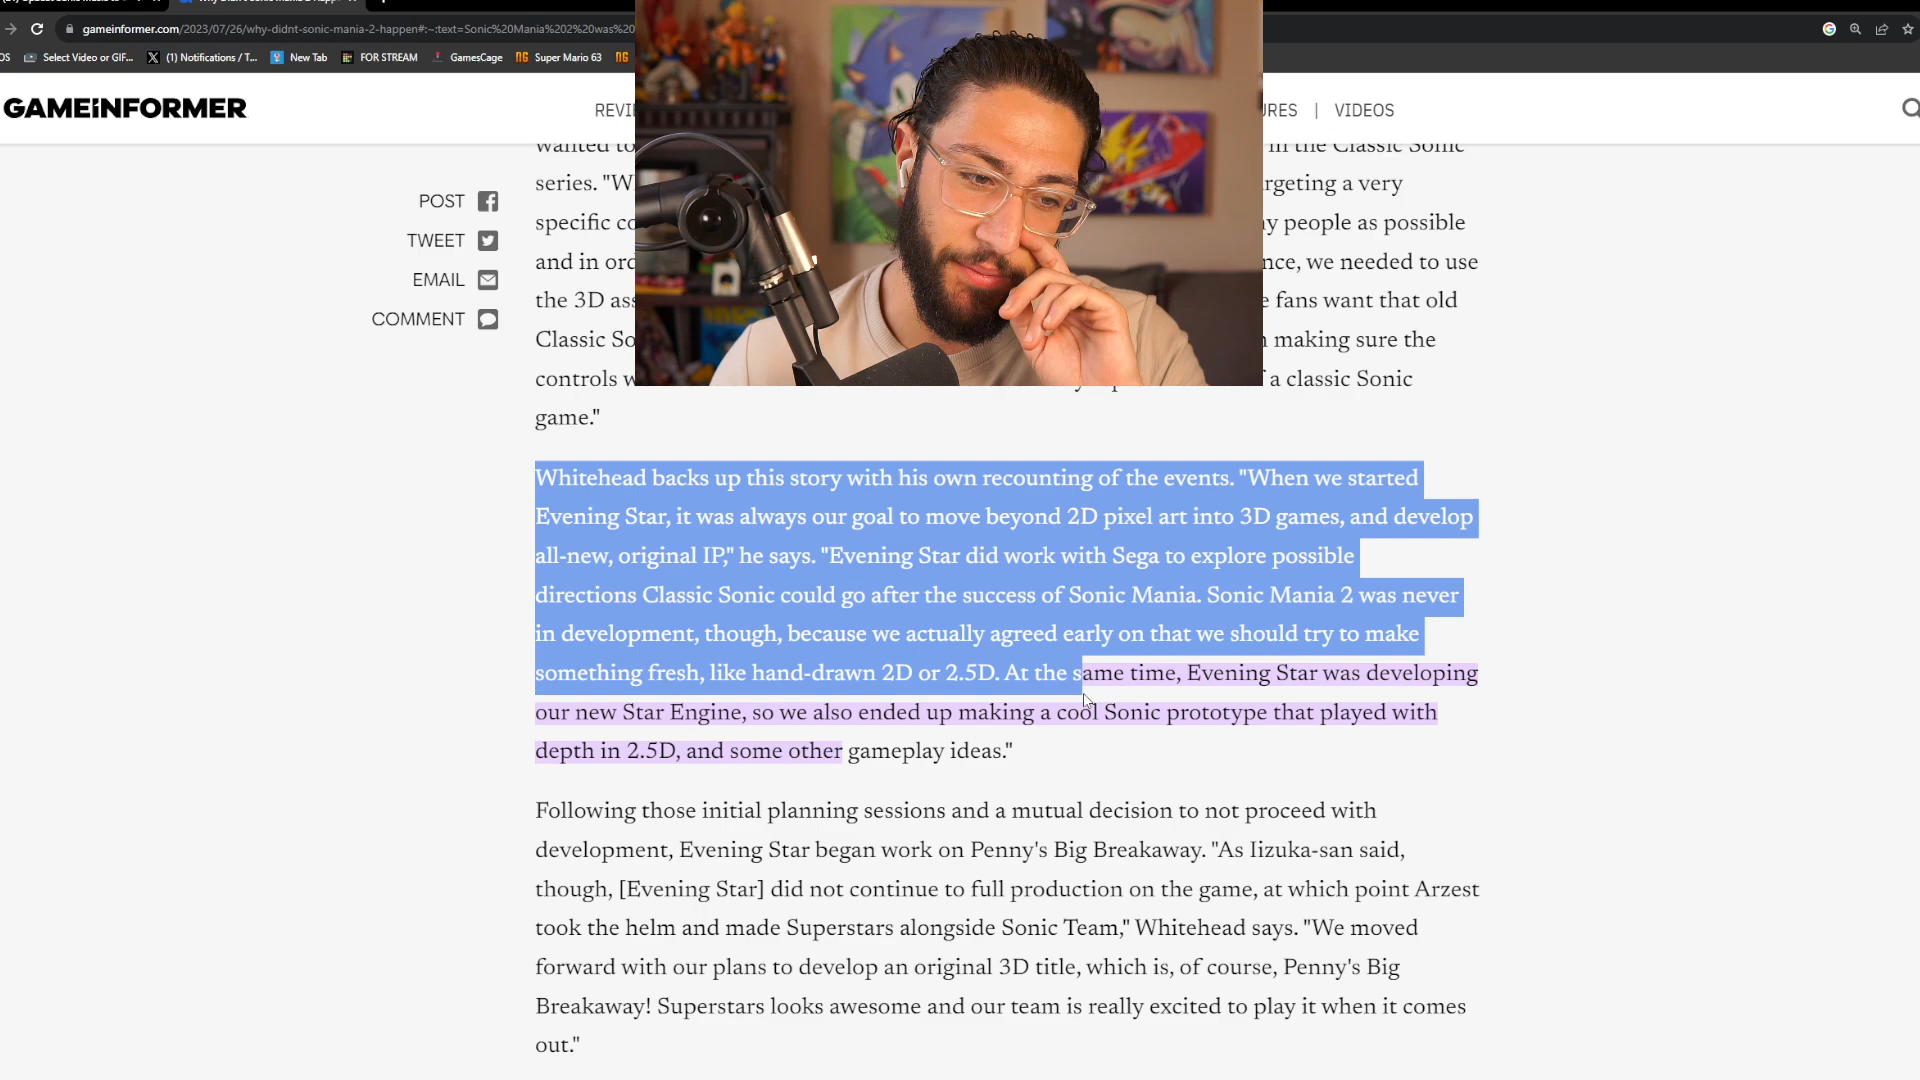 gameinformer.com/2023/07/26/why-didnt-sonic-mania-2-happen#:~:text=Sonic%20Mania%202%20was%20
Select Video or GIF... (1) Notifications / T... New Tab FOR STREAM GamesCage Super Mario 63
GAMEINFORMER
VIDEOS
POST
TWEET
EMAIL
COMMENT
wanted to in the Classic Sonic
series. a very
specific people as possible
and in we needed to use
the 3D fans want that old
Classic making sure the
controls a classic Sonic
game."
Whitehead backs up this story with his own recounting of the events. "When we started
Evening Star, it was always our goal to move beyond 2D pixel art into 3D games, and develop
all-new, original IP," he says. "Evening Star did work with Sega to explore possible
directions Classic Sonic could go after the success of Sonic Mania. Sonic Mania 2 was never
in development, though, because we actually agreed early on that we should try to make
something fresh, like hand-drawn 2D or 2.5D. At the same time, Evening Star was developing
our new Star Engine, so we also ended up making a cool Sonic prototype that played with
depth in 2.5D, and some other gameplay ideas."
Following those initial planning sessions and a mutual decision to not proceed with
development, Evening Star began work on Penny's Big Breakaway. "As Iizuka-san said,
though, [Evening Star] did not continue to full production on the game, at which point Arzest
took the helm and made Superstars alongside Sonic Team," Whitehead says. "We moved
forward with our plans to develop an original 3D title, which is, of course, Penny's Big
Breakaway! Superstars looks awesome and our team is really excited to play it when it comes
out."